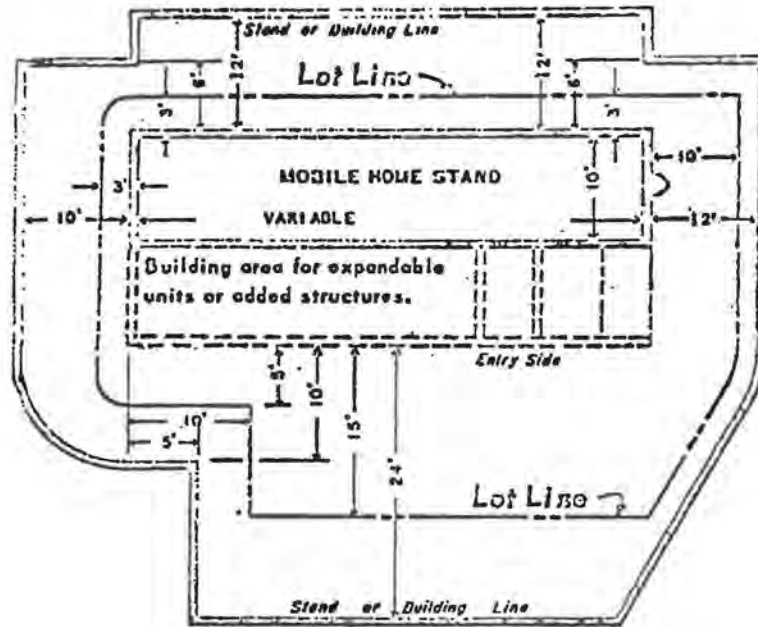 Stand or Building Line
12'
6'
3'
Lot Line
12'
6'
3'
MOBILE HOME STAND
10'
10'
3'
10'
VARIABLE
12'
Building area for expandable
units or added structures.
Entry Side
5'
10'
15'
24'
10'
5'
Lot Line
Stand or Building Line